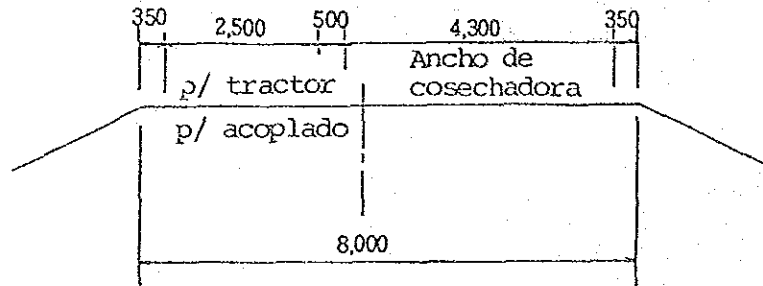 350 2,500 500 4,300 350
p/ tractor
Ancho de
cosechadora
p/ acoplado
8,000